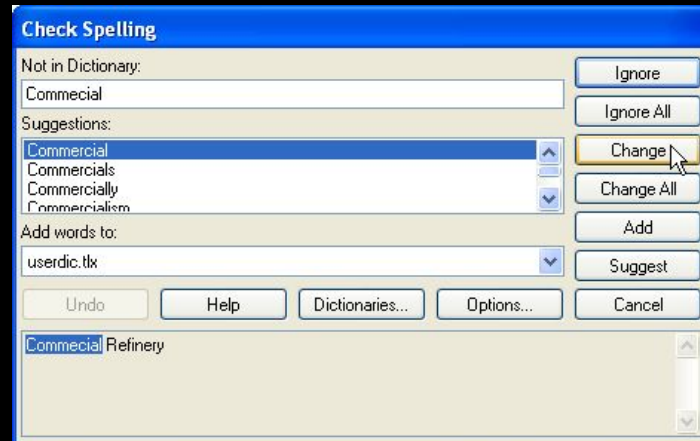 Check Spelling
Not in Dictionary:
Commecial
Suggestions:
Commercial
Commercials
Commercially
Commercialism
Add words to:
userdic.tlx
Ignore
Ignore All
Change
Change All
Add
Suggest
Undo
Help
Dictionaries...
Options...
Cancel
Commecial Refinery